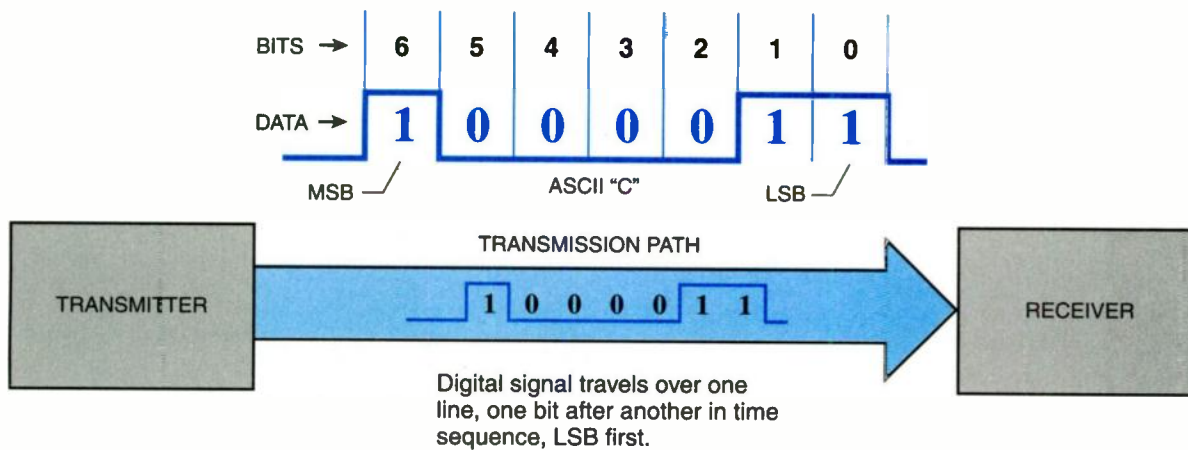 BITS → 6 5 4 3 2 1 0
DATA → 1 0 0 0 0 1 1
MSB ASCII “C” LSB
TRANSMISSION PATH
TRANSMITTER 1 0 0 0 0 1 1 RECEIVER
Digital signal travels over one
line, one bit after another in time
sequence, LSB first.